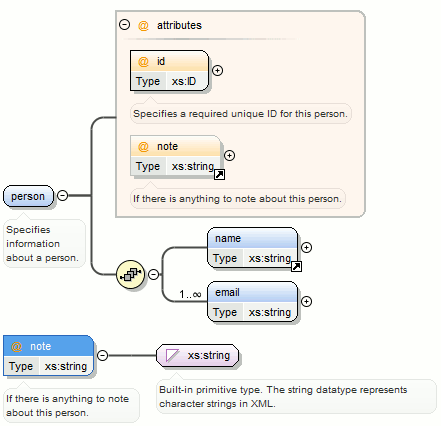 @ attributes
@ id
Type xs:ID
Specifies a required unique ID for this person.
@ note
Type xs:string
If there is anything to note about this person.
person
Specifies
information
about a person.
name
Type xs:string
1..∞
email
Type xs:string
@ note
Type xs:string
If there is anything to note
about this person.
xs:string
Built-in primitive type. The string datatype represents
character strings in XML.